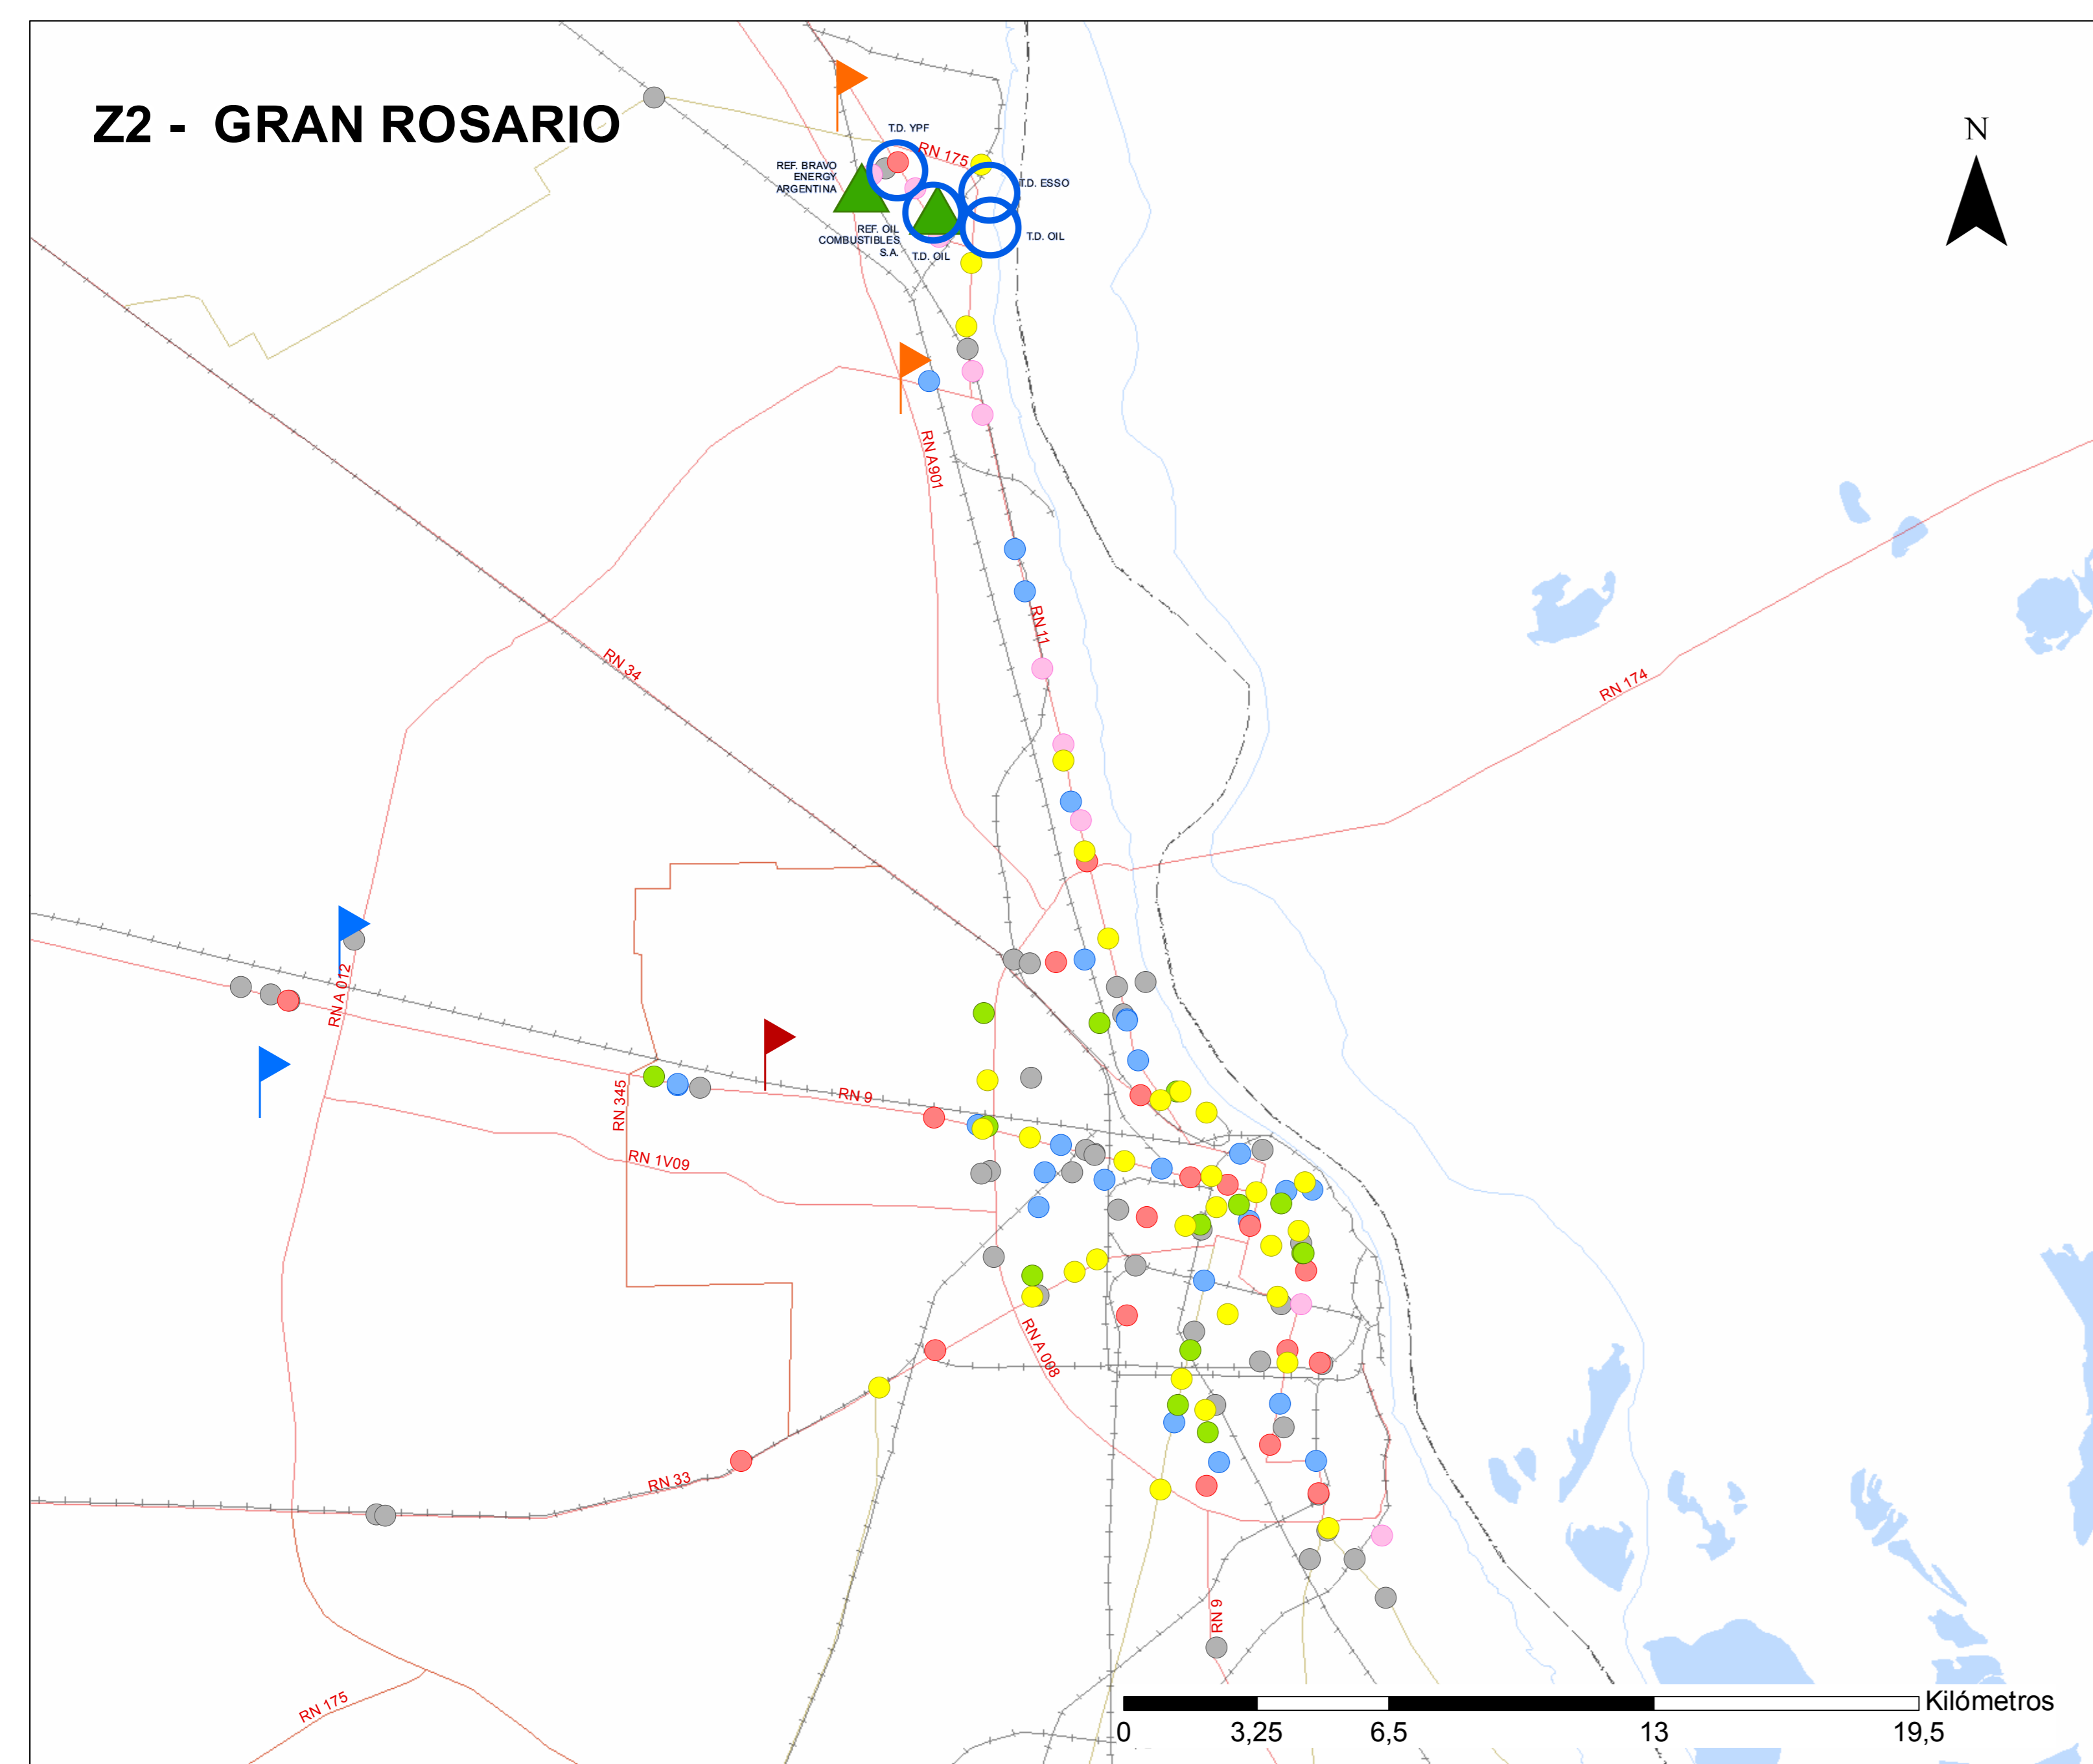 Z2 - GRAN ROSARIO
N
T.D. YPF
RN 175
REF. BRAVO
ENERGY
ARGENTINA
T.D. ESSO
REF. OIL
COMBUSTIBLES
S.A.
T.D. OIL
T.D. OIL
RN A901
RN 11
RN 34
RN 174
RN A 012
RN 9
RN 345
RN 1V09
RN A 008
RN 33
RN 9
RN 175
Kilómetros
0 3,25 6,5 13 19,5